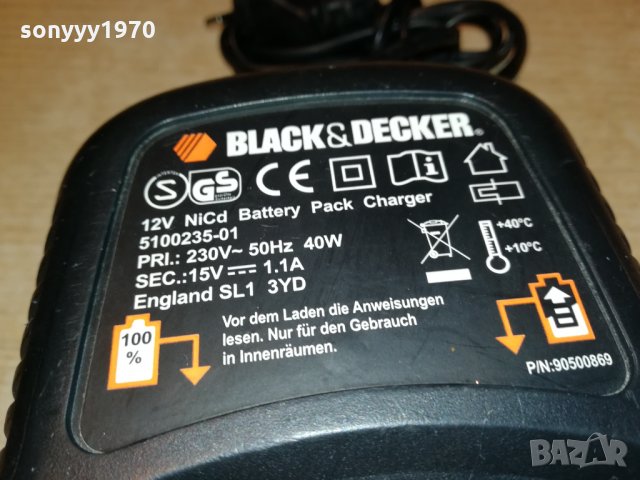 sonyyy1970
BLACK&DECKER®
S GS CE i
12V NiCd Battery Pack Charger
5100235-01
PRI.: 230V~ 50Hz 40W
SEC.:15V 1.1A
England SL1 3YD
+40°C
+10°C
100
%
Vor dem Laden die Anweisungen
lesen. Nur für den Gebrauch
in Innenräumen.
P/N:90500869
BAZAR